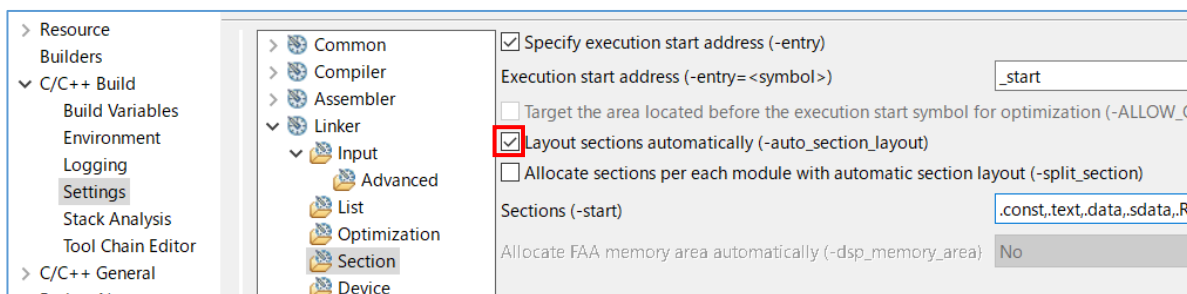 Resource
Builders
C/C++ Build
Build Variables
Environment
Logging
Settings
Stack Analysis
Tool Chain Editor
C/C++ General
Common
Compiler
Assembler
Linker
Input
Advanced
List
Optimization
Section
Device
Specify execution start address (-entry)
Execution start address (-entry=<symbol>)
_start
Target the area located before the execution start symbol for optimization (-ALLOW_
Layout sections automatically (-auto_section_layout)
Allocate sections per each module with automatic section layout (-split_section)
Sections (-start)
.const,.text,.data,.sdata,.R
Allocate FAA memory area automatically (-dsp_memory_area)
No